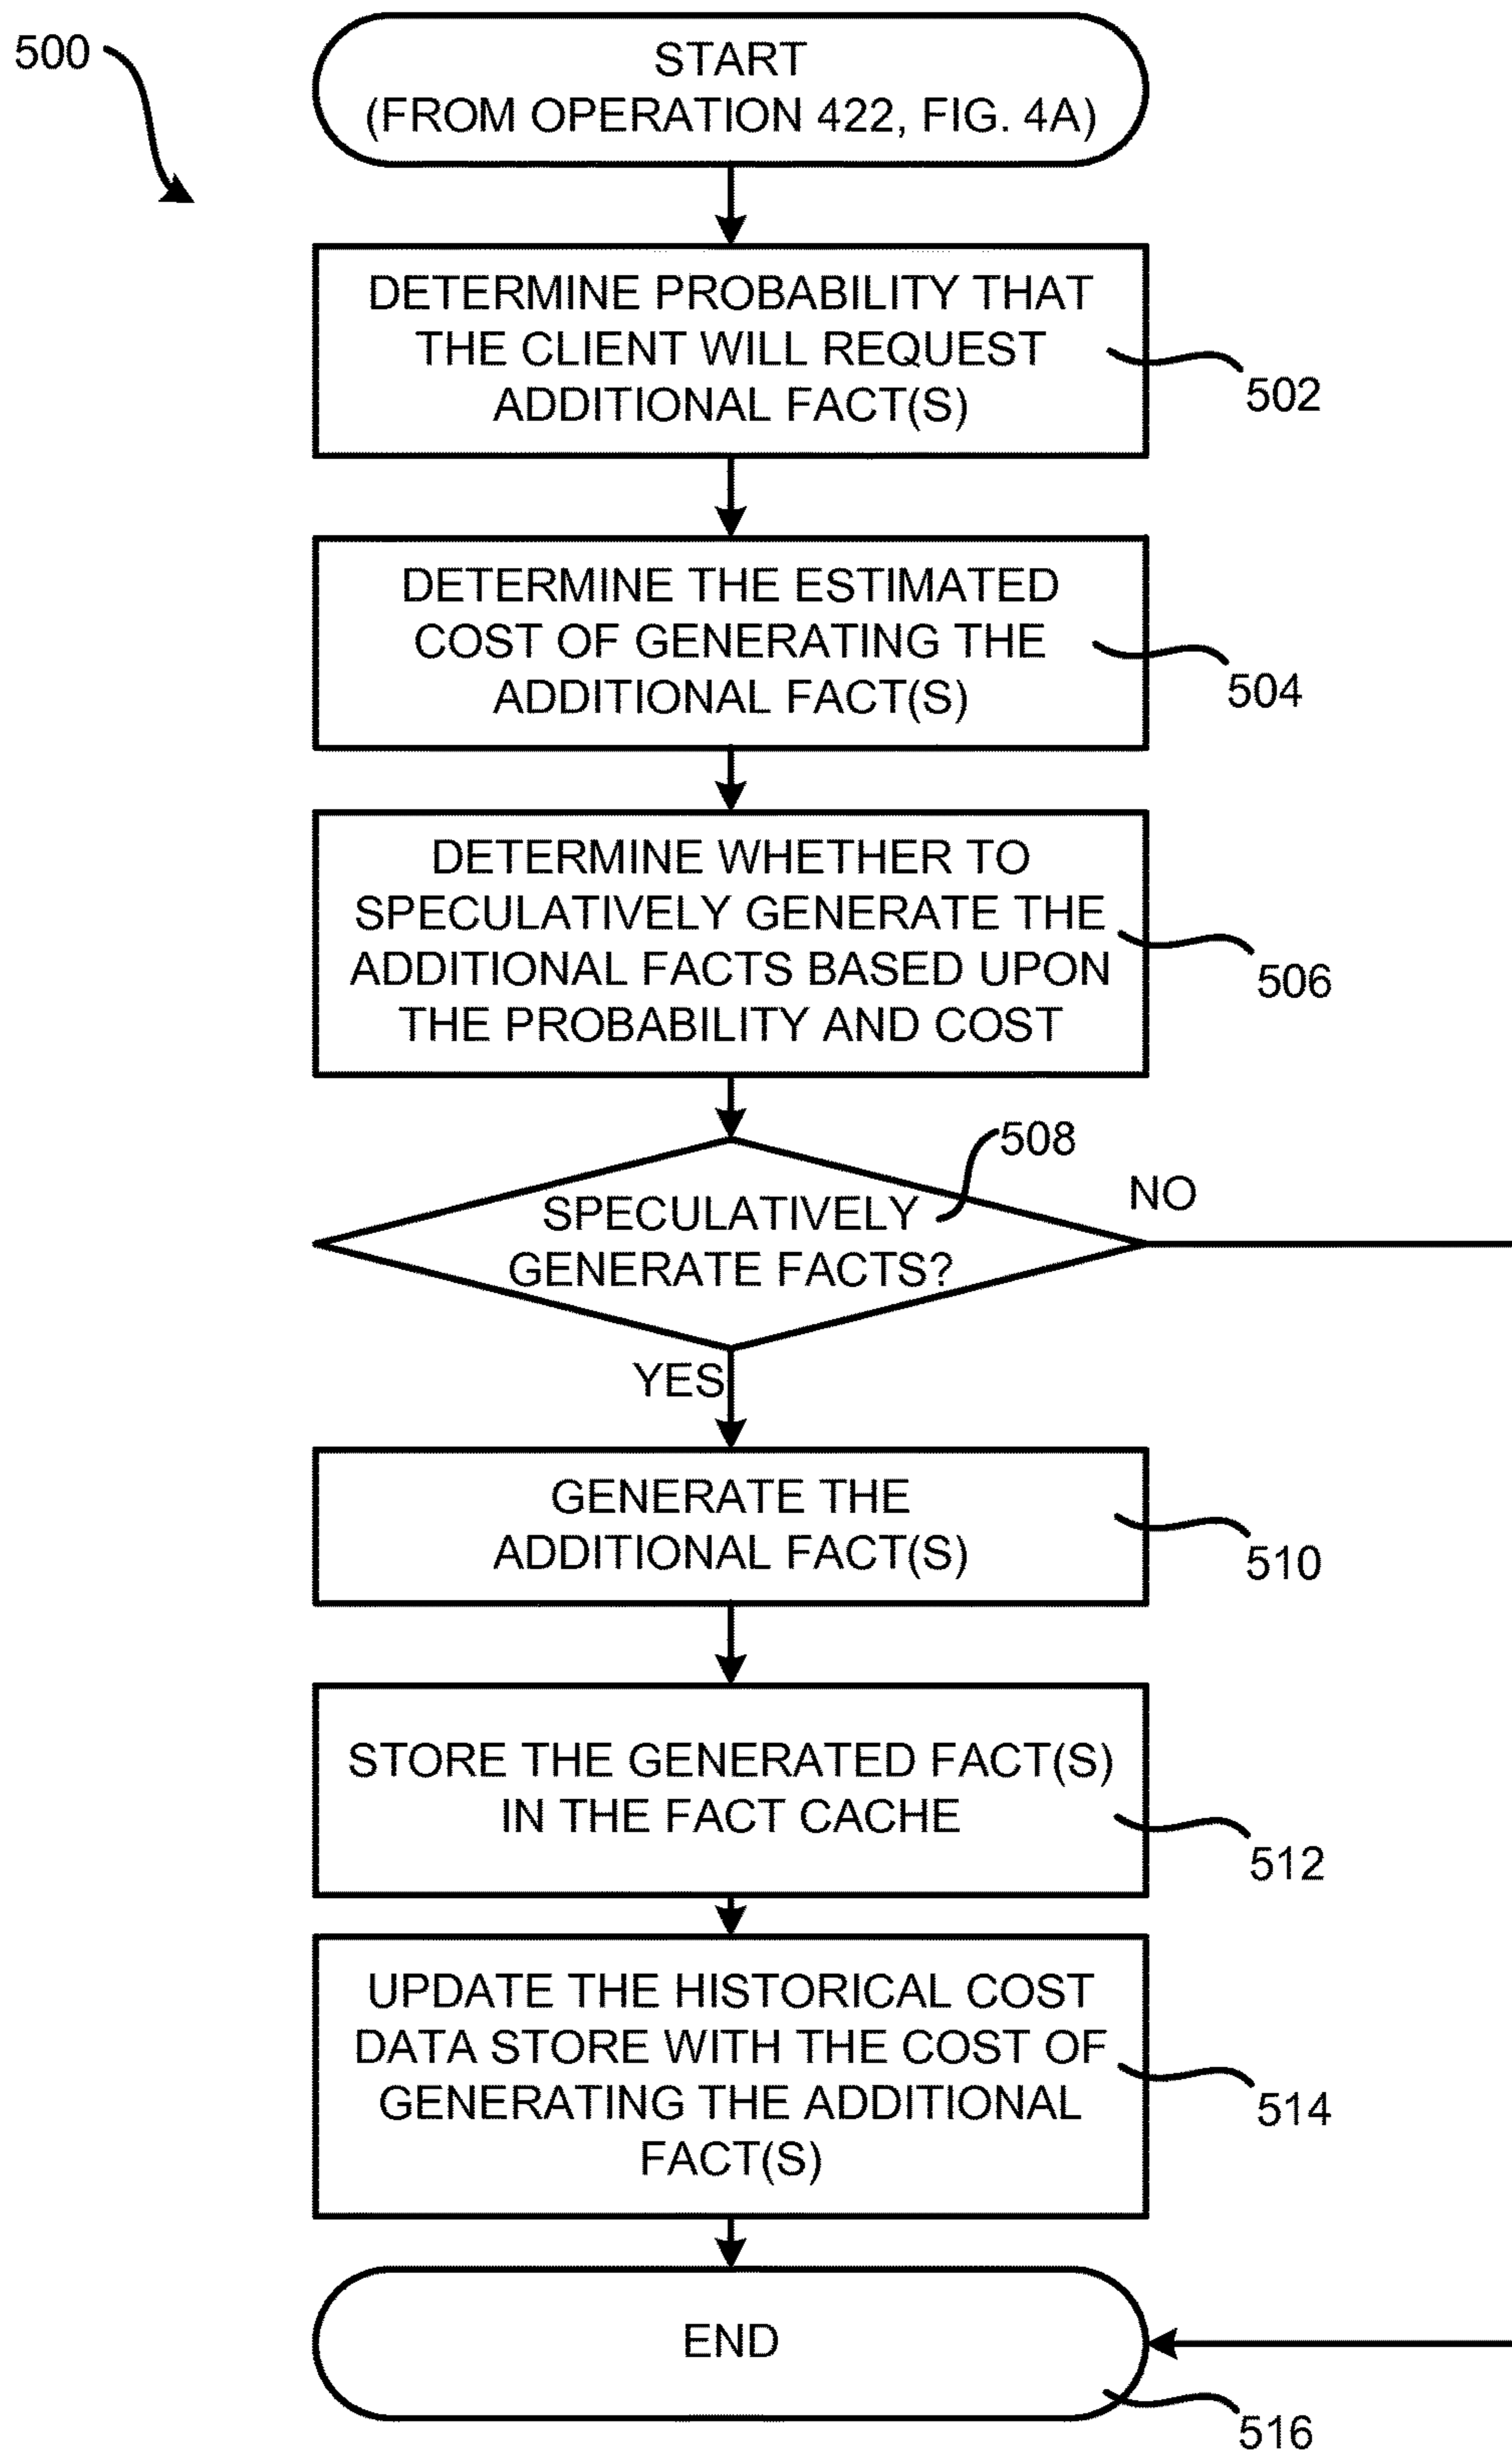 500
START
(FROM OPERATION 422, FIG. 4A)
DETERMINE PROBABILITY THAT
THE CLIENT WILL REQUEST
ADDITIONAL FACT(S)
502
DETERMINE THE ESTIMATED
COST OF GENERATING THE
ADDITIONAL FACT(S)
504
DETERMINE WHETHER TO
SPECULATIVELY GENERATE THE
ADDITIONAL FACTS BASED UPON
THE PROBABILITY AND COST
506
508
SPECULATIVELY
GENERATE FACTS?
NO
YES
GENERATE THE
ADDITIONAL FACT(S)
510
STORE THE GENERATED FACT(S)
IN THE FACT CACHE
512
UPDATE THE HISTORICAL COST
DATA STORE WITH THE COST OF
GENERATING THE ADDITIONAL
FACT(S)
514
END
516